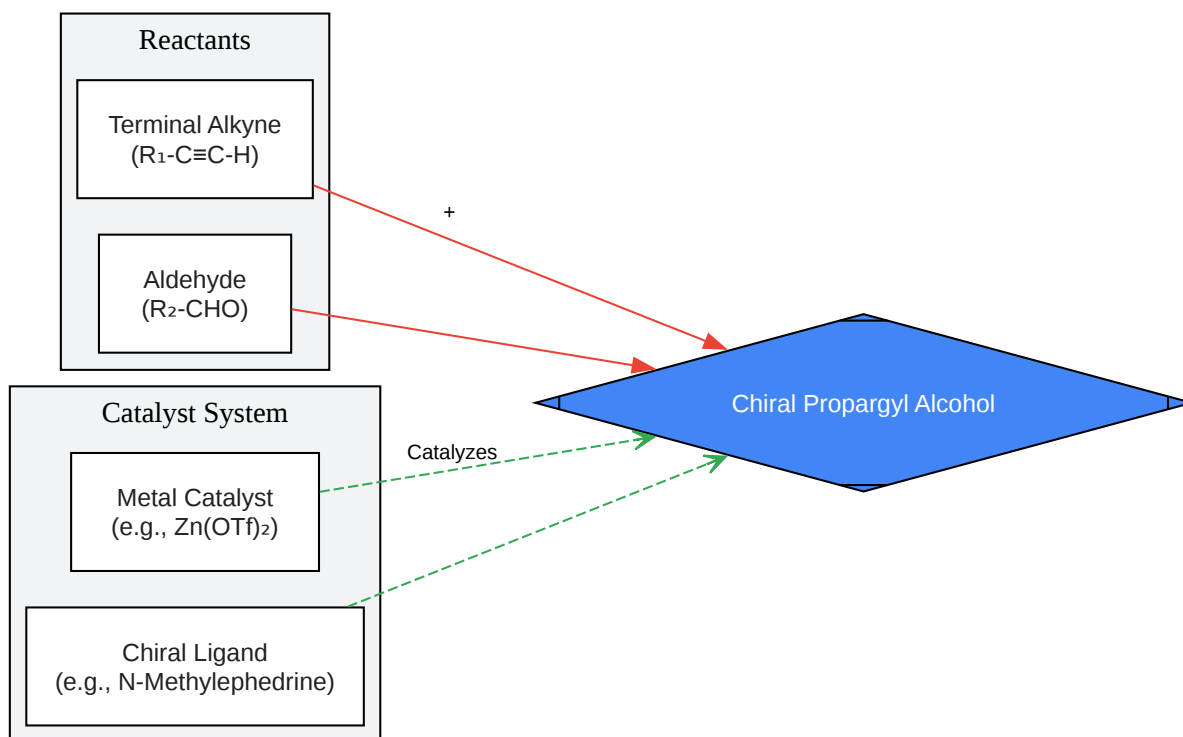 Reactants
Terminal Alkyne
(R₁-C≡C-H)
+
Aldehyde
(R₂-CHO)
Chiral Propargyl Alcohol
Catalyst System
Catalyzes
Metal Catalyst
(e.g., Zn(OTf)₂)
Chiral Ligand
(e.g., N-Methylephedrine)